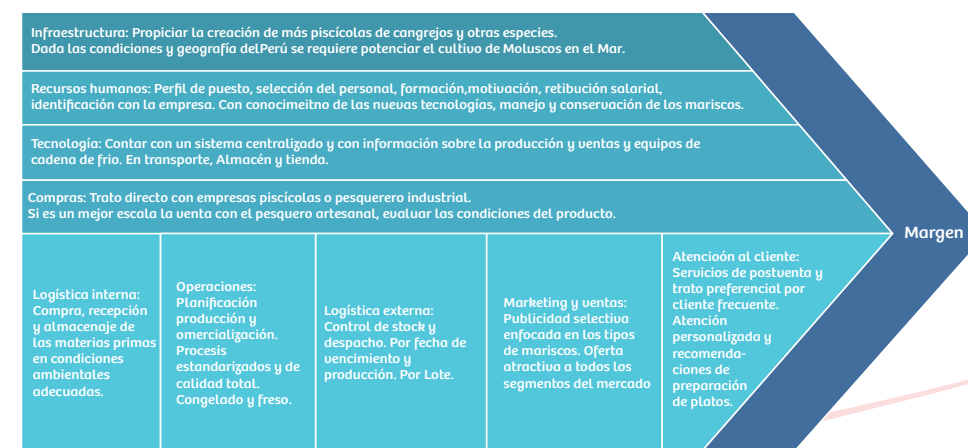 Infraestructura: Propiciar la creación de más piscícolas de cangrejos y otras especies.
Dada las condiciones y geografía delPerú se requiere potenciar el cultivo de Moluscos en el Mar.
Recursos humanos: Perfil de puesto, selección del personal, formación,motivación, retibución salarial,
identificación con la empresa. Con conocimeitno de las nuevas tecnologías, manejo y conservación de los mariscos.
Tecnología: Contar con un sistema centralizado y con información sobre la producción y ventas y equipos de
cadena de frio. En transporte, Almacén y tienda.
Compras: Trato directo con empresas piscícolas o pesquerero industrial.
Si es un mejor escala la venta con el pesquero artesanal, evaluar las condiciones del producto.
Margen
Logística interna:
Compra, recepción
y almacenaje de
las materias primas
en condiciones
ambientales
adecuadas.
Operaciones:
Planificación
producción y
omercialización.
Procesis
estandarizados y de
calidad total.
Congelado y freso.
Logística externa:
Control de stock y
despacho. Por fecha de
vencimiento y
producción. Por Lote.
Marketing y ventas:
Publicidad selectiva
enfocada en los tipos
de mariscos. Oferta
atractiva a todos los
segmentos del mercado
Atencioón al cliente:
Servicios de postventa y
trato preferencial por
cliente frecuente.
Atención
personalizada y
recomenda-
ciones de
preparación
de platos.